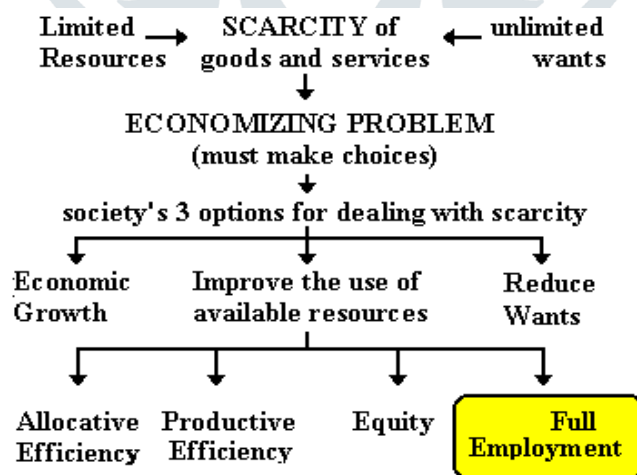 Limited
Resources
SCARCITY of
goods and services
unlimited
wants
ECONOMIZING PROBLEM
(must make choices)
society's 3 options for dealing with scarcity
Economic
Growth
Improve the use of
available resources
Reduce
Wants
Allocative
Efficiency
Productive
Efficiency
Equity
Full
Employment